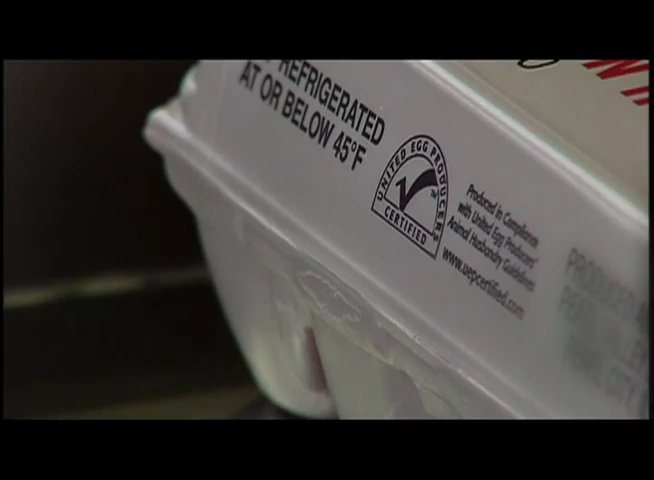 REFRIGERATED
AT OR BELOW 45°F
UNITED EGG PRODUCERS
CERTIFIED
Produced in Compliance
with United Egg Producers'
Animal Husbandry Guidelines
www.uepcertified.com
PRODUCED